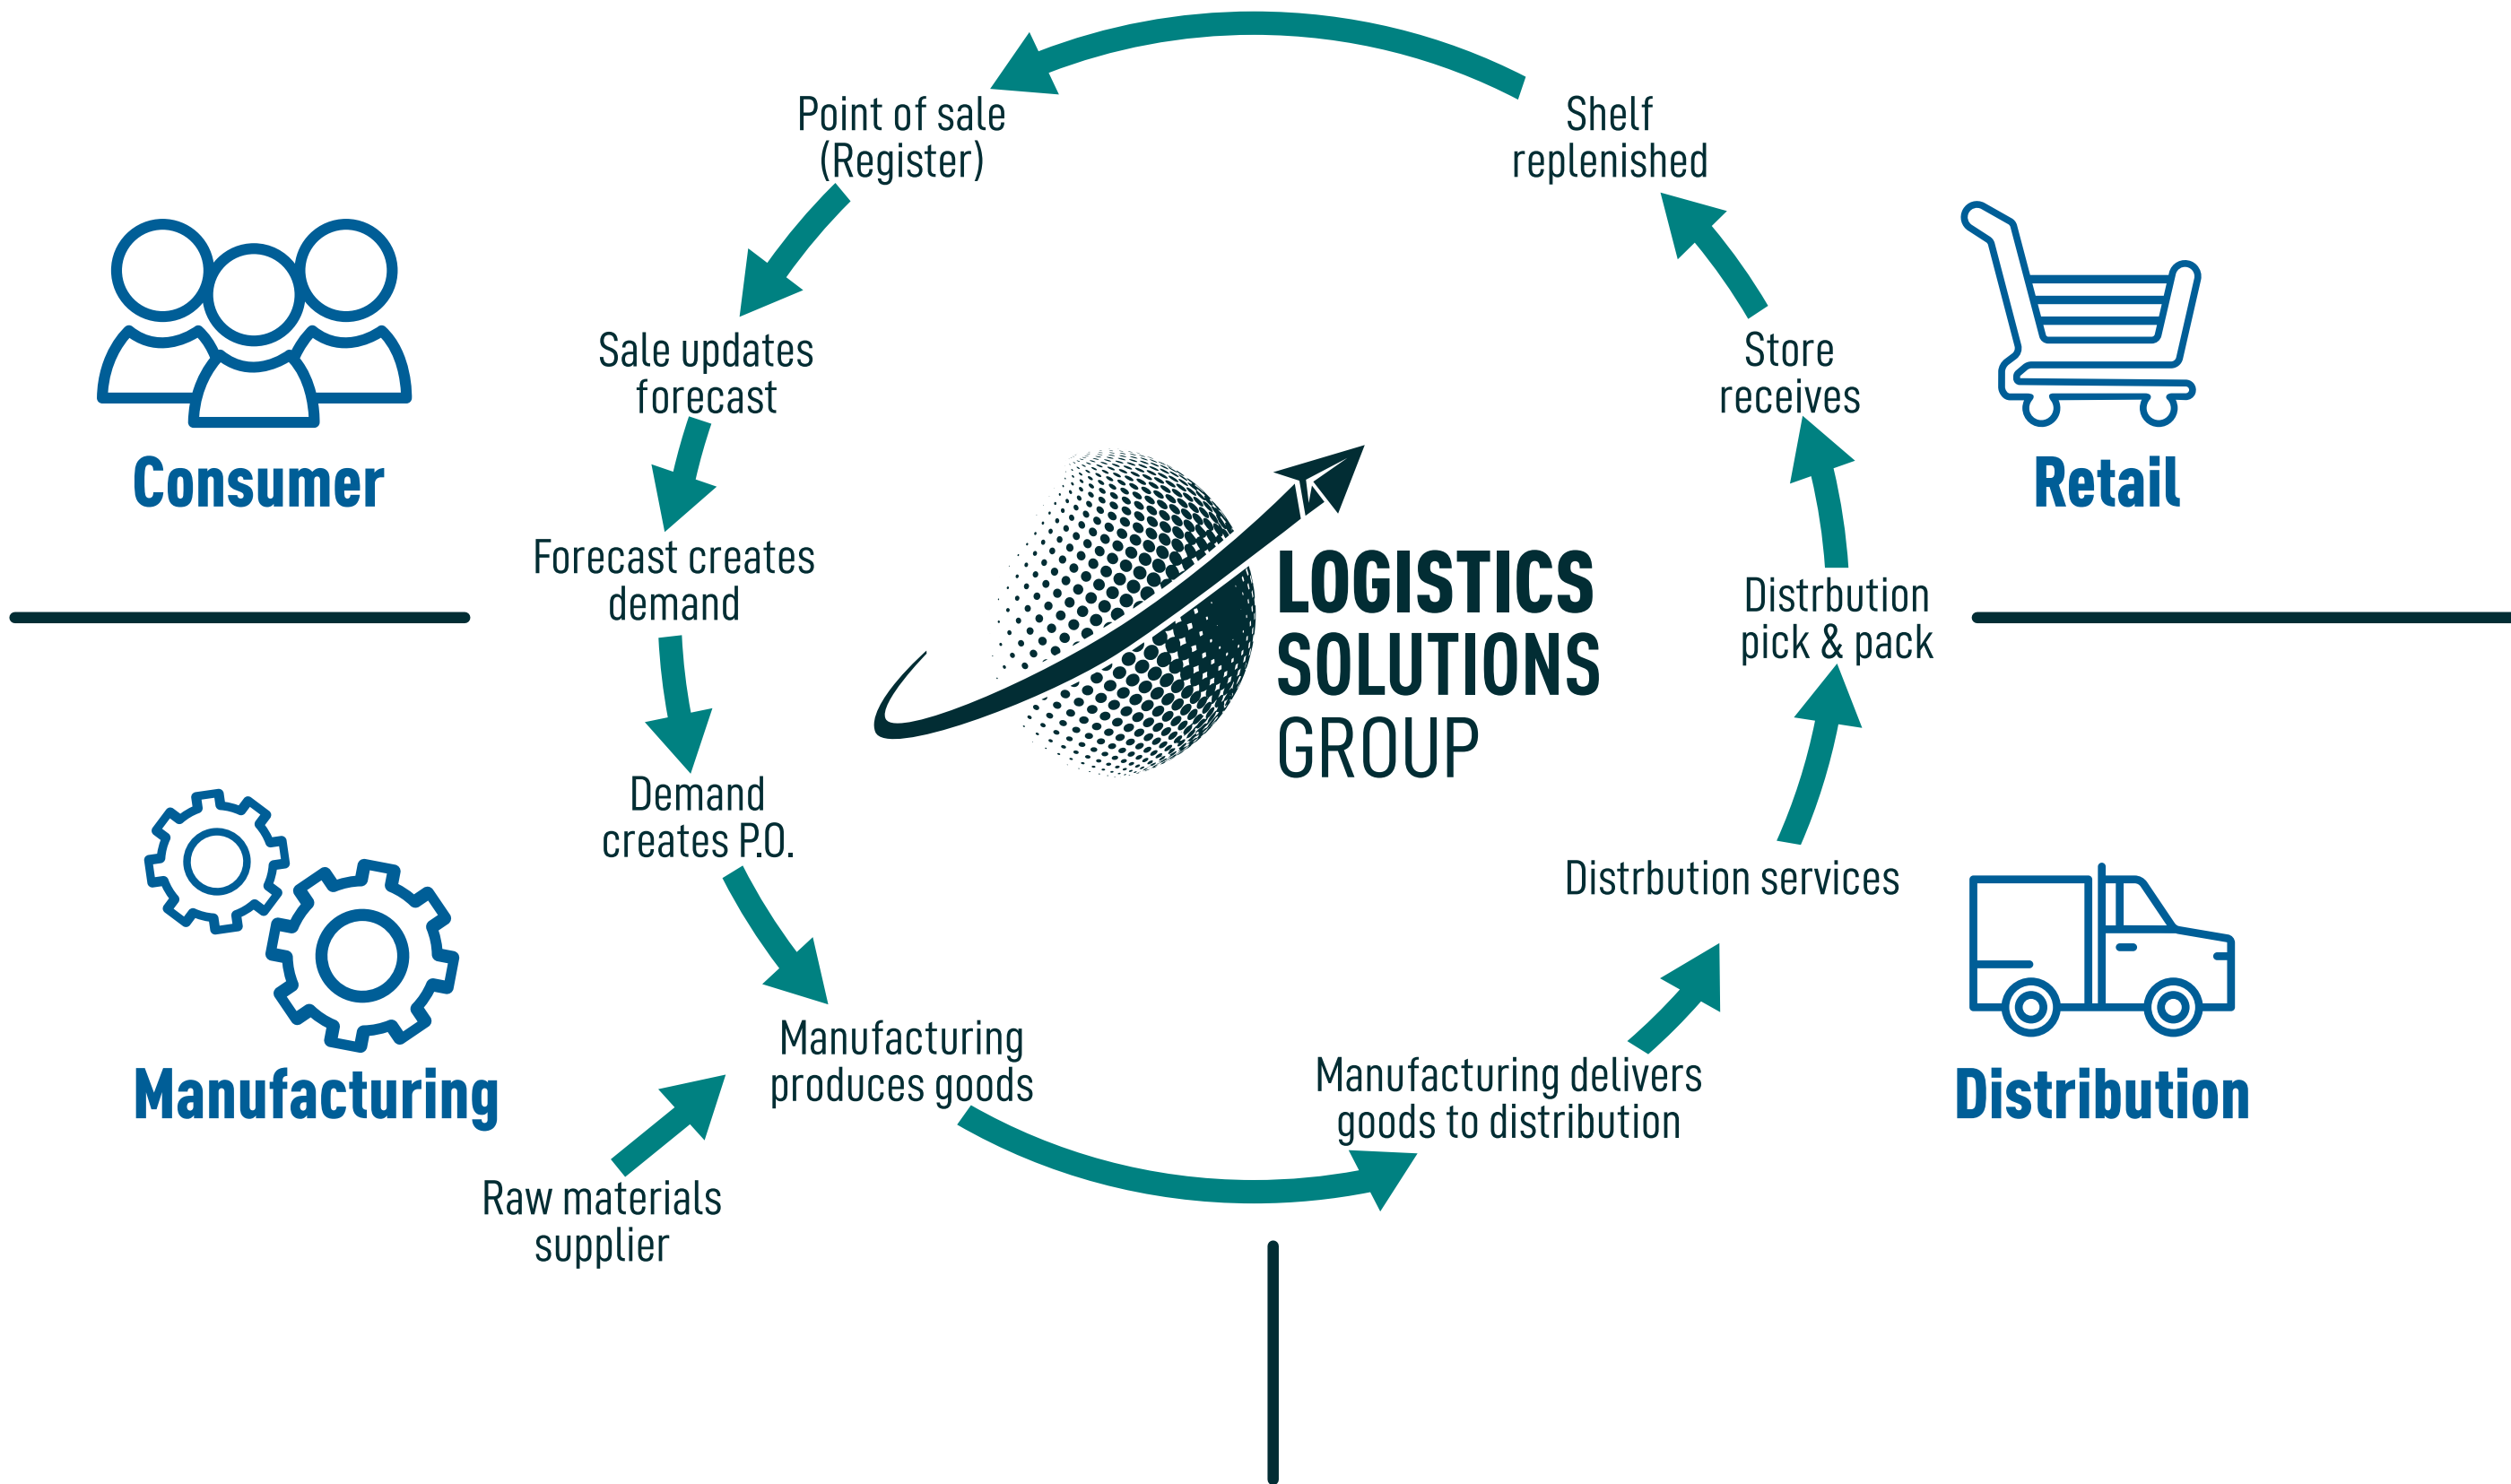 Point of sale
(Register)
Shelf
replenished
Sale updates
forecast
Store
receives
Consumer
Retail
Forecast creates
demand
LOGISTICS
SOLUTIONS
GROUP
Distrbution
pick & pack
Demand
creates P.O.
Distrbution services
Manufacturing
produces goods
Manufacturing delivers
goods to distribution
Manufacturing
Distribution
Raw materials
supplier